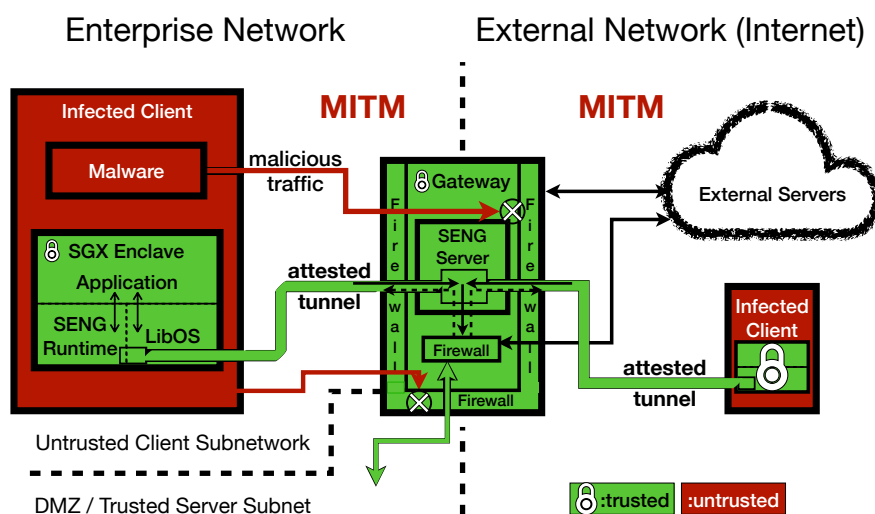 Enterprise Network
External Network (Internet)
Infected Client
MITM
MITM
Malware
malicious
traffic
Gateway
Fire
wall
Fire
wall
External Servers
SENG
Server
SGX Enclave
Application
SENG
Runtime
LibOS
attested
tunnel
Firewall
Firewall
Infected
Client
attested
tunnel
Untrusted Client Subnetwork
DMZ / Trusted Server Subnet
:trusted
:untrusted